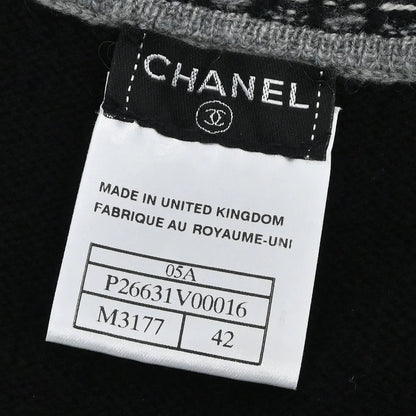 CHANEL
MADE IN UNITED KINGDOM
FABRIQUE AU ROYAUME-UNI
05A
P26631V00016
M3177 42